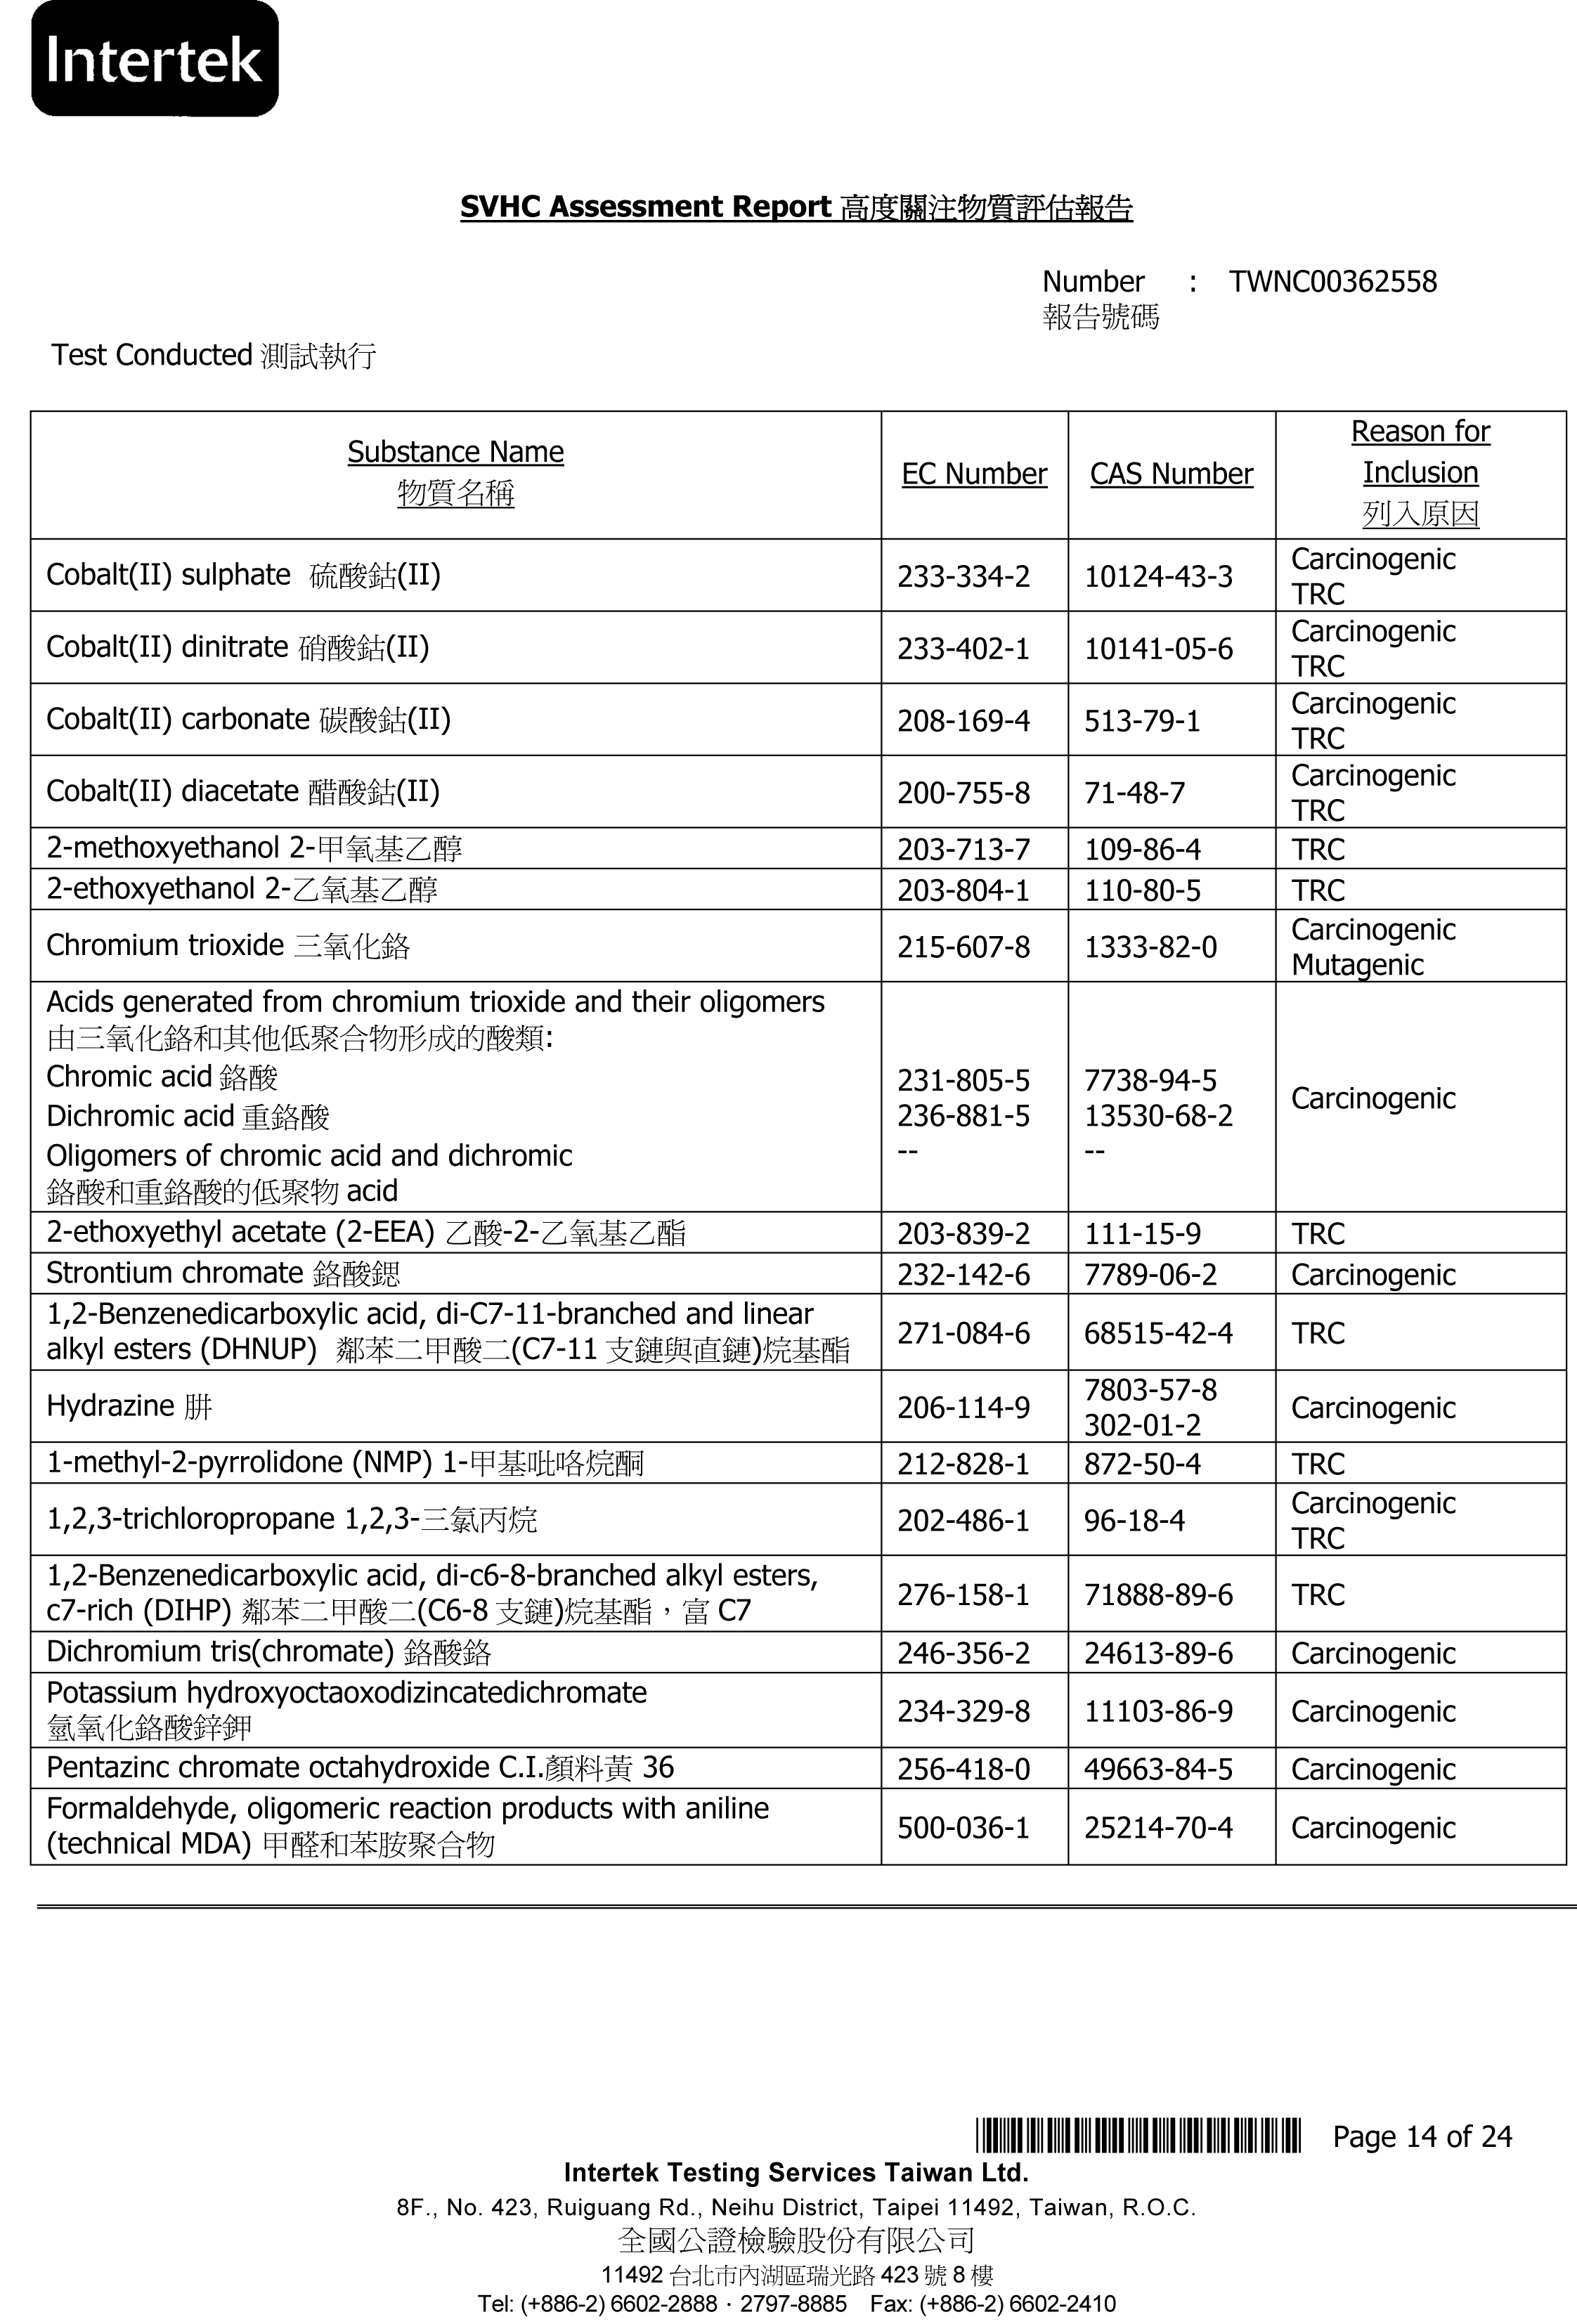 Intertek
SVHC Assessment Report 高度關注物質評估報告
Number : TWNC00362558
報告號碼
Test Conducted 測試執行
Substance Name
物質名稱
EC Number
CAS Number
Reason for
Inclusion
列入原因
Cobalt(II) sulphate 硫酸鈷(II) 233-334-2 10124-43-3 Carcinogenic
TRC
Cobalt(II) dinitrate 硝酸鈷(II) 233-402-1 10141-05-6 Carcinogenic
TRC
Cobalt(II) carbonate 碳酸鈷(II) 208-169-4 513-79-1 Carcinogenic
TRC
Cobalt(II) diacetate 醋酸鈷(II) 200-755-8 71-48-7 Carcinogenic
TRC
2-methoxyethanol 2-甲氧基乙醇 203-713-7 109-86-4 TRC
2-ethoxyethanol 2-乙氧基乙醇 203-804-1 110-80-5 TRC
Chromium trioxide 三氧化鉻 215-607-8 1333-82-0 Carcinogenic
Mutagenic
Acids generated from chromium trioxide and their oligomers
由三氧化鉻和其他低聚合物形成的酸類:
Chromic acid 鉻酸 231-805-5 7738-94-5 Carcinogenic
Dichromic acid 重鉻酸 236-881-5 13530-68-2
Oligomers of chromic acid and dichromic -- --
鉻酸和重鉻酸的低聚物 acid
2-ethoxyethyl acetate (2-EEA) 乙酸-2-乙氧基乙酯 203-839-2 111-15-9 TRC
Strontium chromate 鉻酸鍶 232-142-6 7789-06-2 Carcinogenic
1,2-Benzenedicarboxylic acid, di-C7-11-branched and linear
alkyl esters (DHNUP) 鄰苯二甲酸二(C7-11 支鏈與直鏈)烷基酯 271-084-6 68515-42-4 TRC
Hydrazine 肼 206-114-9 7803-57-8 Carcinogenic
302-01-2
1-methyl-2-pyrrolidone (NMP) 1-甲基吡咯烷酮 212-828-1 872-50-4 TRC
1,2,3-trichloropropane 1,2,3-三氯丙烷 202-486-1 96-18-4 Carcinogenic
TRC
1,2-Benzenedicarboxylic acid, di-c6-8-branched alkyl esters,
c7-rich (DIHP) 鄰苯二甲酸二(C6-8 支鏈)烷基酯，富 C7 276-158-1 71888-89-6 TRC
Dichromium tris(chromate) 鉻酸鉻 246-356-2 24613-89-6 Carcinogenic
Potassium hydroxyoctaoxodizincatedichromate
氫氧化鉻酸鋅鉀 234-329-8 11103-86-9 Carcinogenic
Pentazinc chromate octahydroxide C.I.顏料黃 36 256-418-0 49663-84-5 Carcinogenic
Formaldehyde, oligomeric reaction products with aniline
(technical MDA) 甲醛和苯胺聚合物 500-036-1 25214-70-4 Carcinogenic
Page 14 of 24
Intertek Testing Services Taiwan Ltd.
8F., No. 423, Ruiguang Rd., Neihu District, Taipei 11492, Taiwan, R.O.C.
全國公證檢驗股份有限公司
11492 台北市內湖區瑞光路 423 號 8 樓
Tel: (+886-2) 6602-2888 · 2797-8885 Fax: (+886-2) 6602-2410